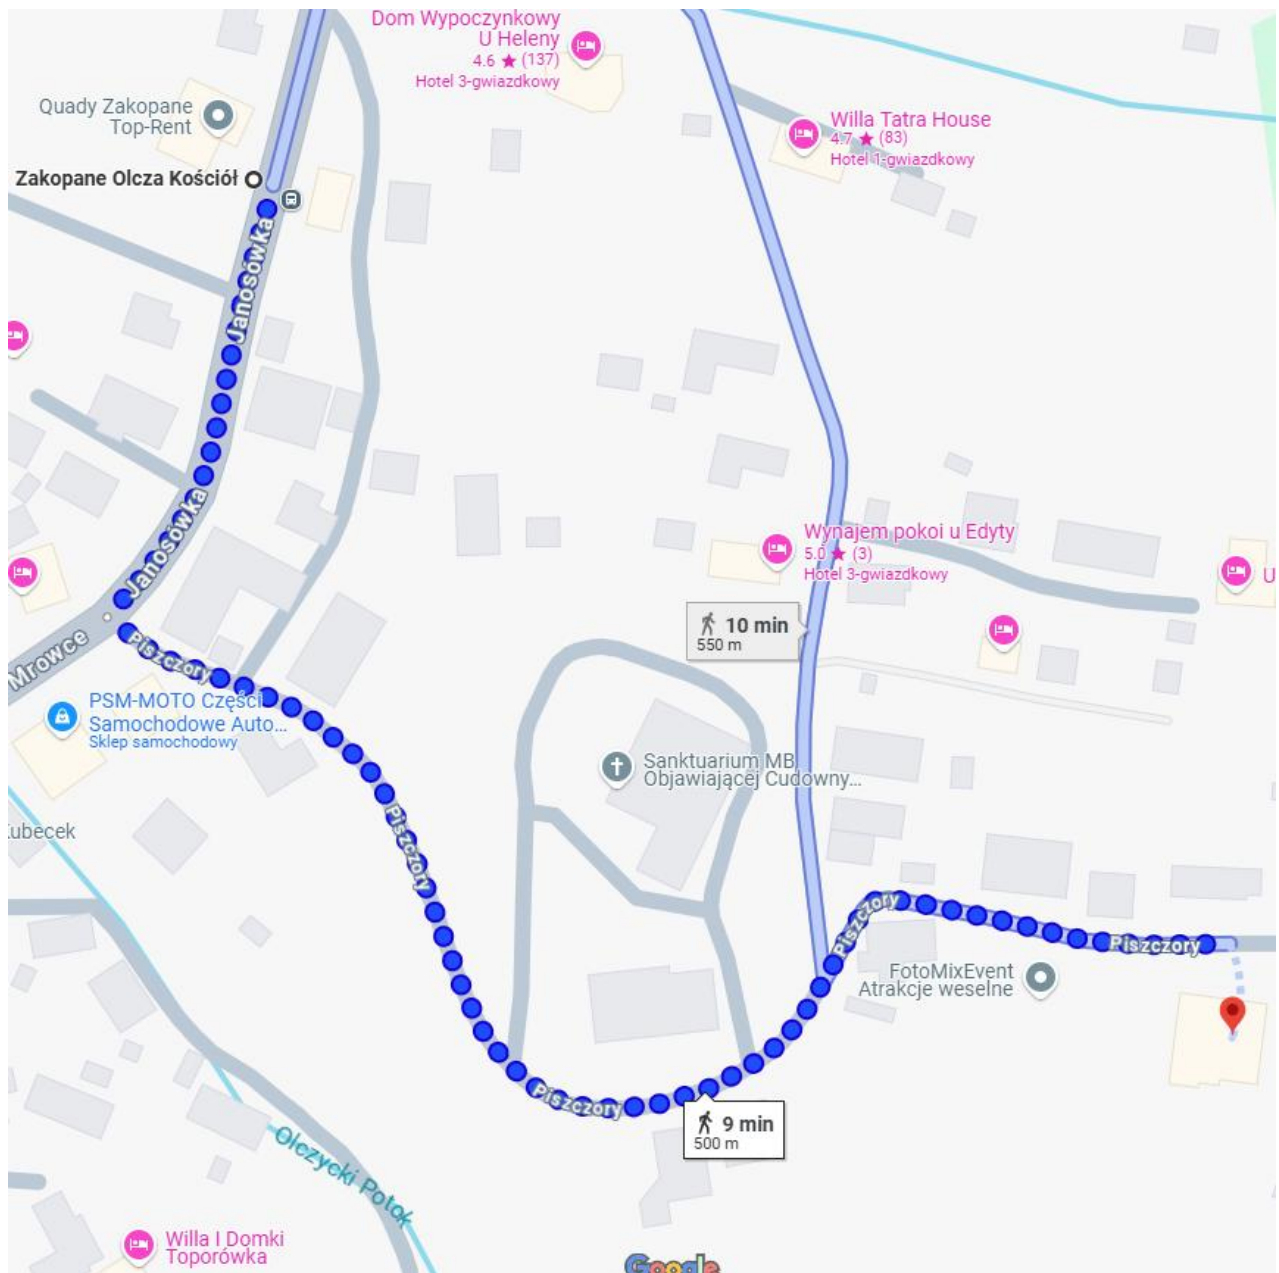 Dom Wypoczynkowy
U Heleny
4.6 ★ (137)
Hotel 3-gwiazdkowy
Quady Zakopane
Top-Rent
Willa Tatra House
4.7 ★ (83)
Hotel 1-gwiazdkowy
Zakopane Olcza Kościół
Janosówka
Janosówka
Wynajem pokoi u Edyty
5.0 ★ (3)
Hotel 3-gwiazdkowy
U
10 min
550 m
Mrowce
Piszczory
PSM-MOTO Części
Samochodowe Auto...
Sklep samochodowy
Sanktuarium MB
Objawiającej Cudowny...
Piszczory
Piszczory
Piszczory
FotoMixEvent
Atrakcje weselne
Piszczory
9 min
500 m
Olczycki Potok
Willa I Domki
Toporówka
Google